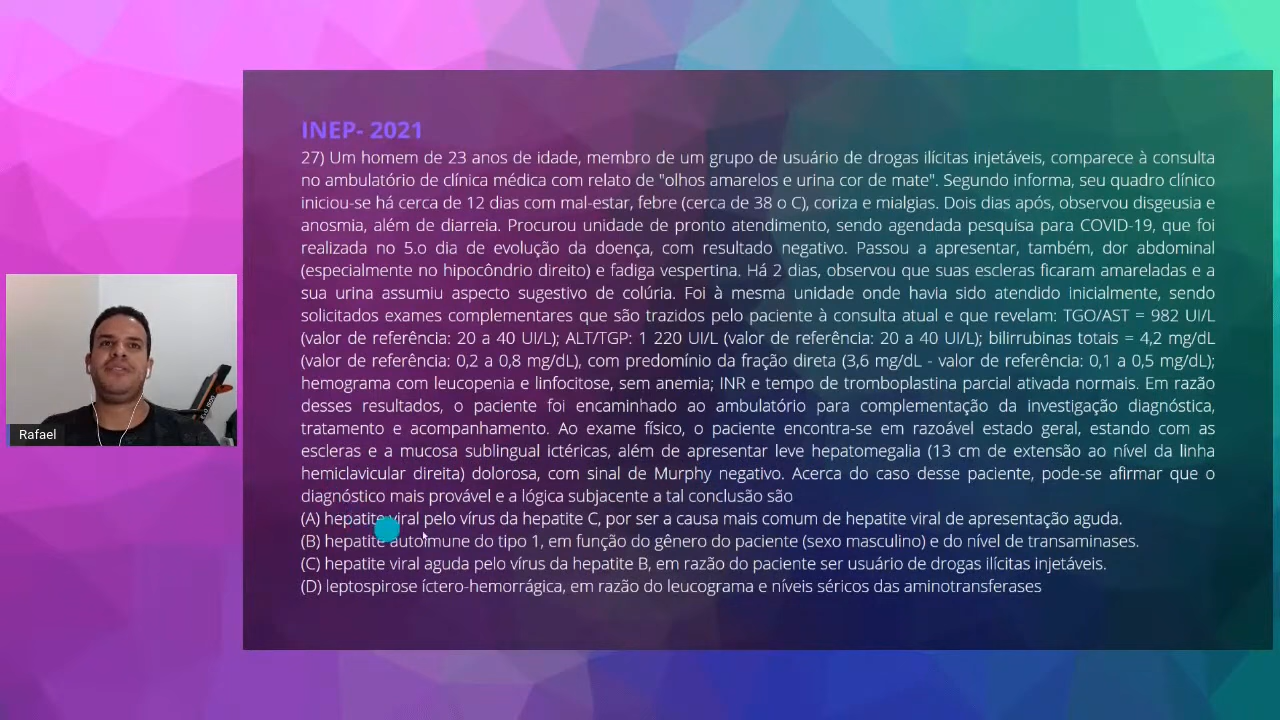 INEP- 2021
27) Um homem de 23 anos de idade, membro de um grupo de usuário de drogas ilícitas injetáveis, comparece à consulta
no ambulatório de clínica médica com relato de "olhos amarelos e urina cor de mate". Segundo informa, seu quadro clínico
iniciou-se há cerca de 12 dias com mal-estar, febre (cerca de 38 o C), coriza e mialgias. Dois dias após, observou disgeusia e
anosmia, além de diarreia. Procurou unidade de pronto atendimento, sendo agendada pesquisa para COVID-19, que foi
realizada no 5.o dia de evolução da doença, com resultado negativo. Passou a apresentar, também, dor abdominal
(especialmente no hipocôndrio direito) e fadiga vespertina. Há 2 dias, observou que suas escleras ficaram amareladas e a
sua urina assumiu aspecto sugestivo de colúria. Foi à mesma unidade onde havia sido atendido inicialmente, sendo
solicitados exames complementares que são trazidos pelo paciente à consulta atual e que revelam: TGO/AST = 982 UI/L
(valor de referência: 20 a 40 UI/L); ALT/TGP: 1 220 UI/L (valor de referência: 20 a 40 UI/L); bilirrubinas totais = 4,2 mg/dL
(valor de referência: 0,2 a 0,8 mg/dL), com predomínio da fração direta (3,6 mg/dL - valor de referência: 0,1 a 0,5 mg/dL);
hemograma com leucopenia e linfocitose, sem anemia; INR e tempo de tromboplastina parcial ativada normais. Em razão
desses resultados, o paciente foi encaminhado ao ambulatório para complementação da investigação diagnóstica,
tratamento e acompanhamento. Ao exame físico, o paciente encontra-se em razoável estado geral, estando com as
escleras e a mucosa sublingual ictéricas, além de apresentar leve hepatomegalia (13 cm de extensão ao nível da linha
hemiclavicular direita) dolorosa, com sinal de Murphy negativo. Acerca do caso desse paciente, pode-se afirmar que o
diagnóstico mais provável e a lógica subjacente a tal conclusão são
(A) hepatite viral pelo vírus da hepatite C, por ser a causa mais comum de hepatite viral de apresentação aguda.
(B) hepatite autoimune do tipo 1, em função do gênero do paciente (sexo masculino) e do nível de transaminases.
(C) hepatite viral aguda pelo vírus da hepatite B, em razão do paciente ser usuário de drogas ilícitas injetáveis.
(D) leptospirose íctero-hemorrágica, em razão do leucograma e níveis séricos das aminotransferases
Rafael